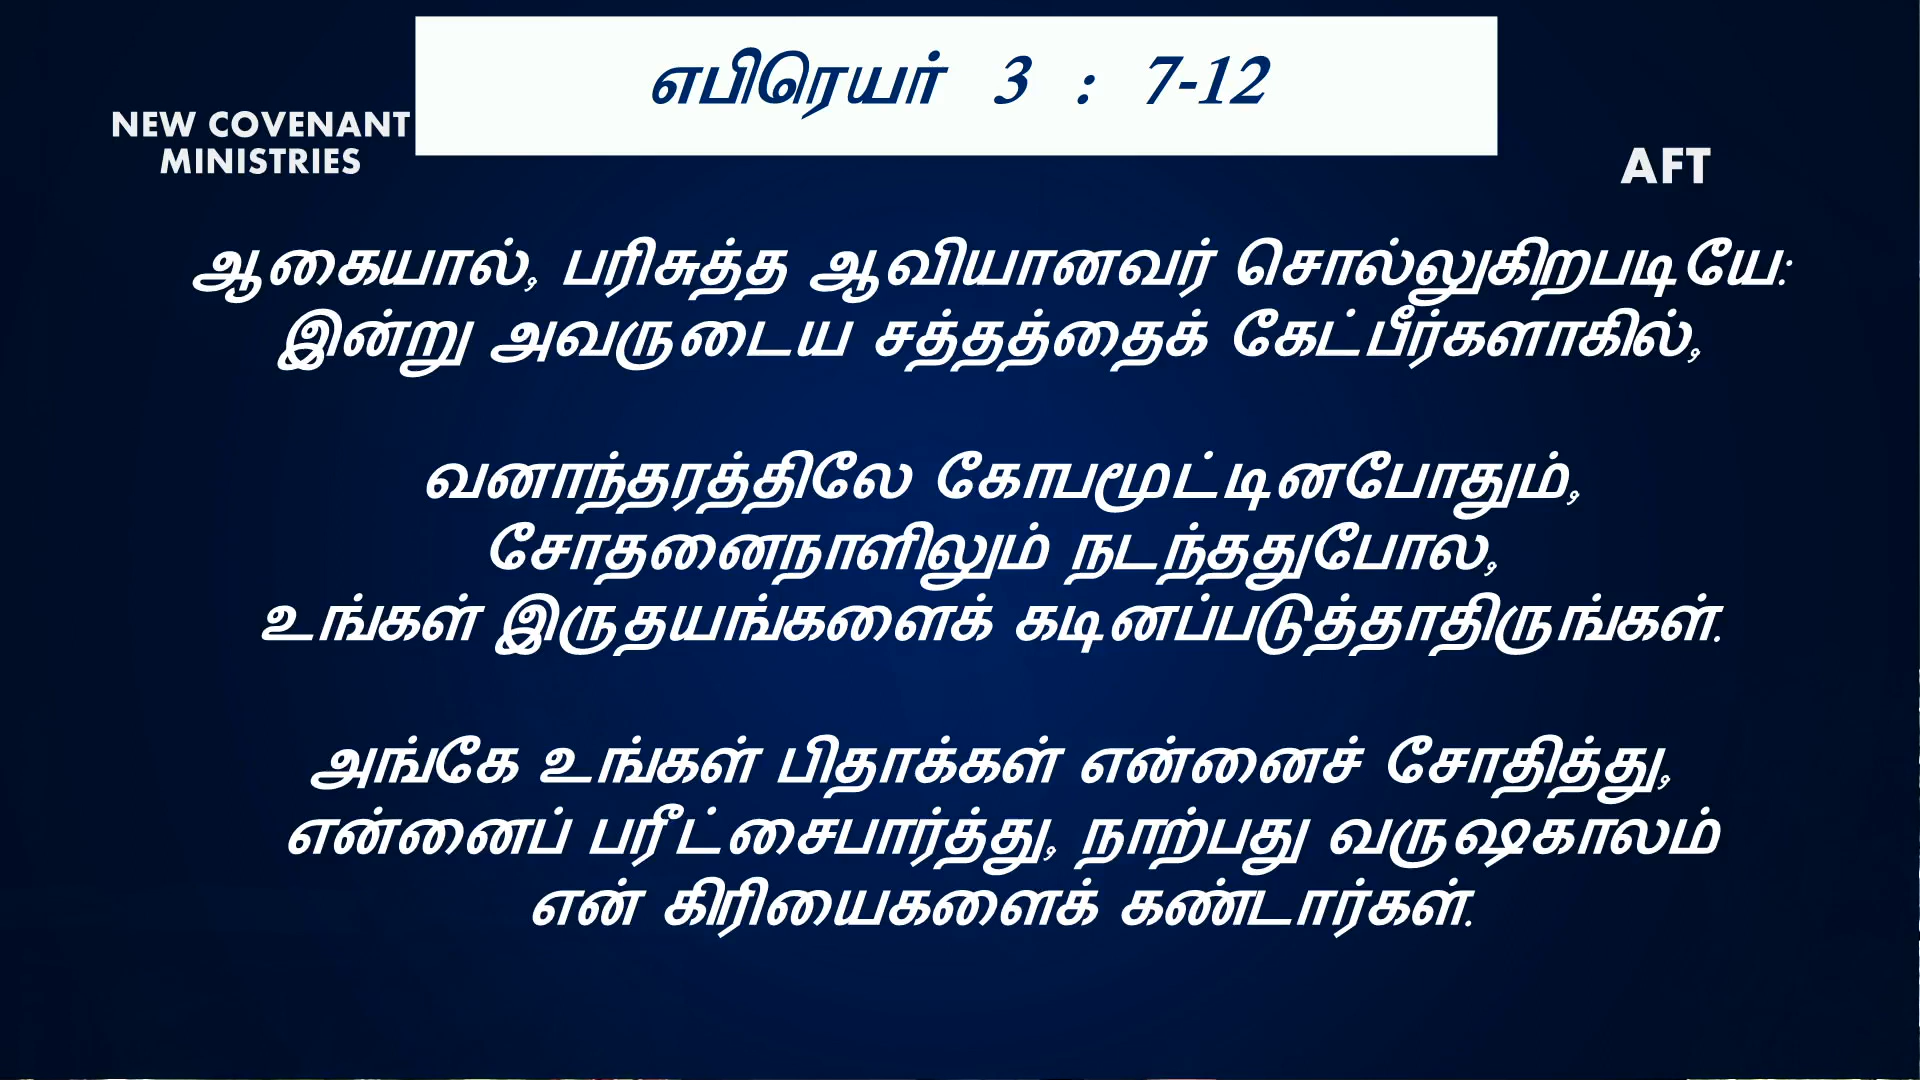 எபிரெயர் 3 : 7-12
NEW COVENANT
MINISTRIES
AFT
ஆகையால், பரிசுத்த ஆவியானவர் சொல்லுகிறபடியே:
இன்று அவருடைய சத்தத்தைக் கேட்பீர்களாகில்,
வனாந்தரத்திலே கோபமூட்டினபோதும்,
சோதனைநாளிலும் நடந்ததுபோல,
உங்கள் இருதயங்களைக் கடினப்படுத்தாதிருங்கள்.
அங்கே உங்கள் பிதாக்கள் என்னைச் சோதித்து,
என்னைப் பரீட்சைபார்த்து, நாற்பது வருஷகாலம்
என் கிரியைகளைக் கண்டார்கள்.